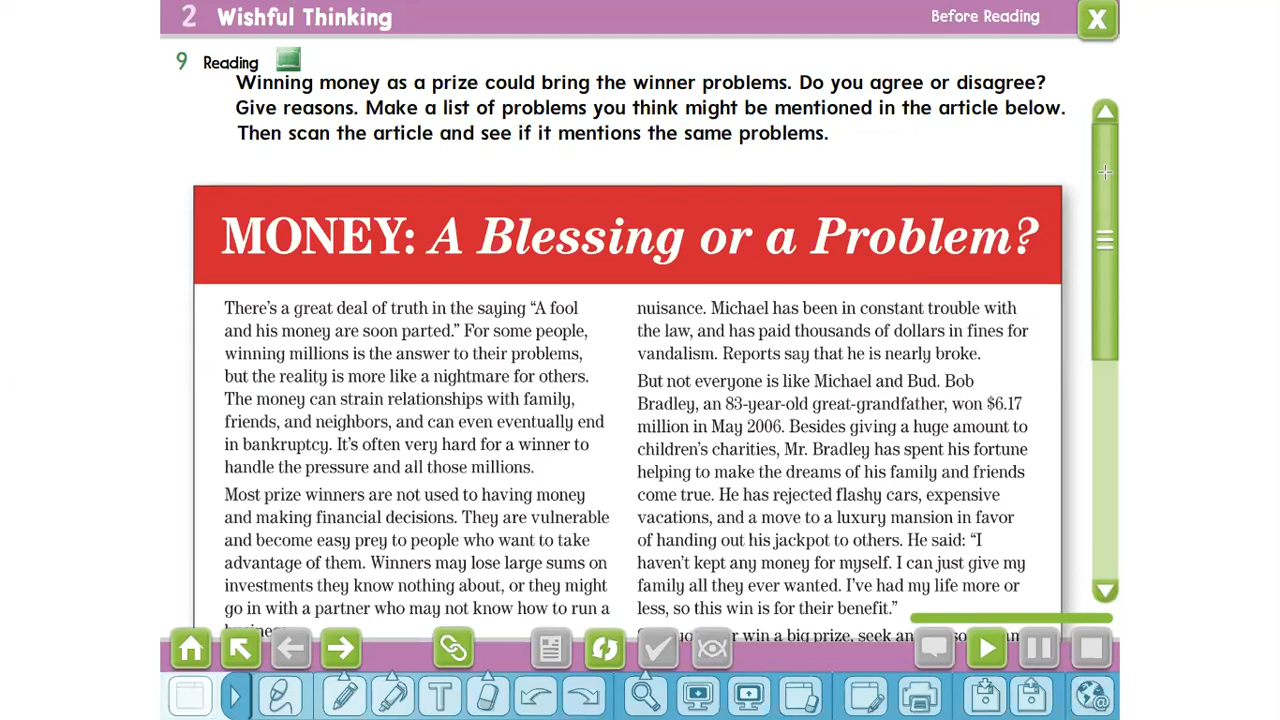 2 Wishful Thinking
Before Reading
X
9 Reading
Winning money as a prize could bring the winner problems. Do you agree or disagree?
Give reasons. Make a list of problems you think might be mentioned in the article below.
Then scan the article and see if it mentions the same problems.
MONEY: A Blessing or a Problem?
There's a great deal of truth in the saying “A fool
and his money are soon parted.” For some people,
winning millions is the answer to their problems,
but the reality is more like a nightmare for others.
The money can strain relationships with family,
friends, and neighbors, and can even eventually end
in bankruptcy. It's often very hard for a winner to
handle the pressure and all those millions.
Most prize winners are not used to having money
and making financial decisions. They are vulnerable
and become easy prey to people who want to take
advantage of them. Winners may lose large sums on
investments they know nothing about, or they might
go in with a partner who may not know how to run a
nuisance. Michael has been in constant trouble with
the law, and has paid thousands of dollars in fines for
vandalism. Reports say that he is nearly broke.
But not everyone is like Michael and Bud. Bob
Bradley, an 83-year-old great-grandfather, won $6.17
million in May 2006. Besides giving a huge amount to
children's charities, Mr. Bradley has spent his fortune
helping to make the dreams of his family and friends
come true. He has rejected flashy cars, expensive
vacations, and a move to a luxury mansion in favor
of handing out his jackpot to others. He said: “I
haven't kept any money for myself. I can just give my
family all they ever wanted. I've had my life more or
less, so this win is for their benefit.”
win a big prize, seek
T